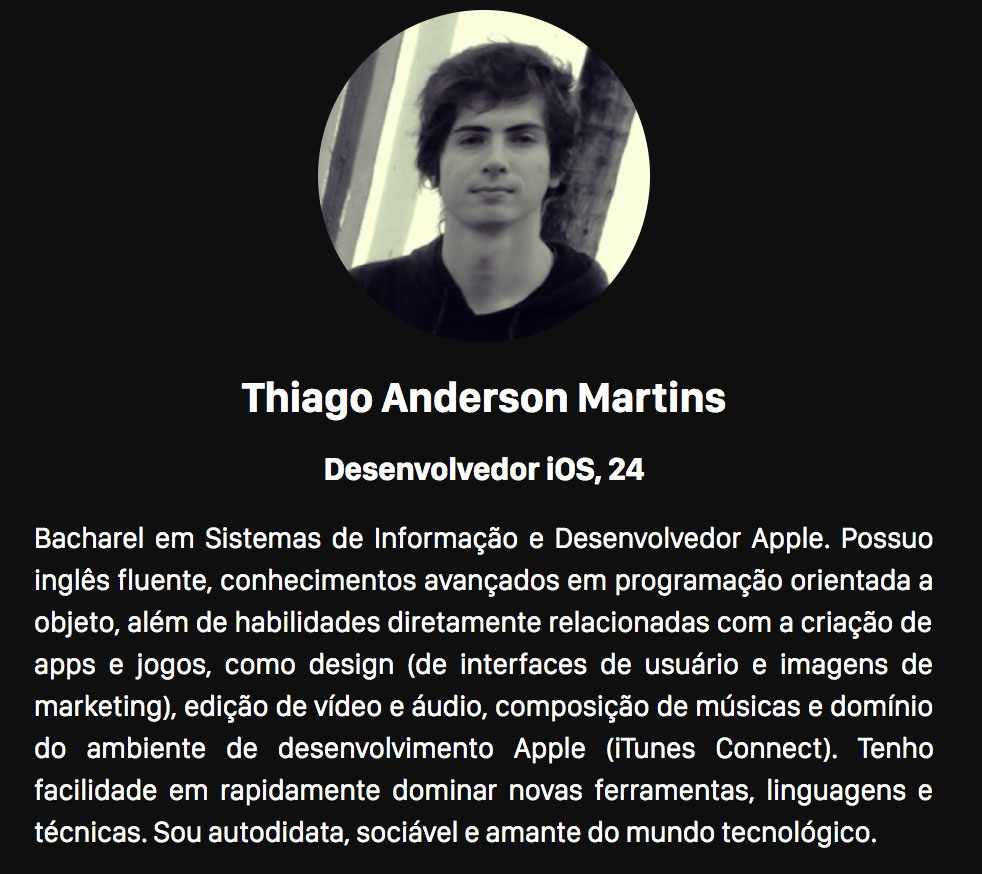 Thiago Anderson Martins
Desenvolvedor iOS, 24
Bacharel em Sistemas de Informação e Desenvolvedor Apple. Possuo
inglês fluente, conhecimentos avançados em programação orientada a
objeto, além de habilidades diretamente relacionadas com a criação de
apps e jogos, como design (de interfaces de usuário e imagens de
marketing), edição de vídeo e áudio, composição de músicas e domínio
do ambiente de desenvolvimento Apple (iTunes Connect). Tenho
facilidade em rapidamente dominar novas ferramentas, linguagens e
técnicas. Sou autodidata, sociável e amante do mundo tecnológico.